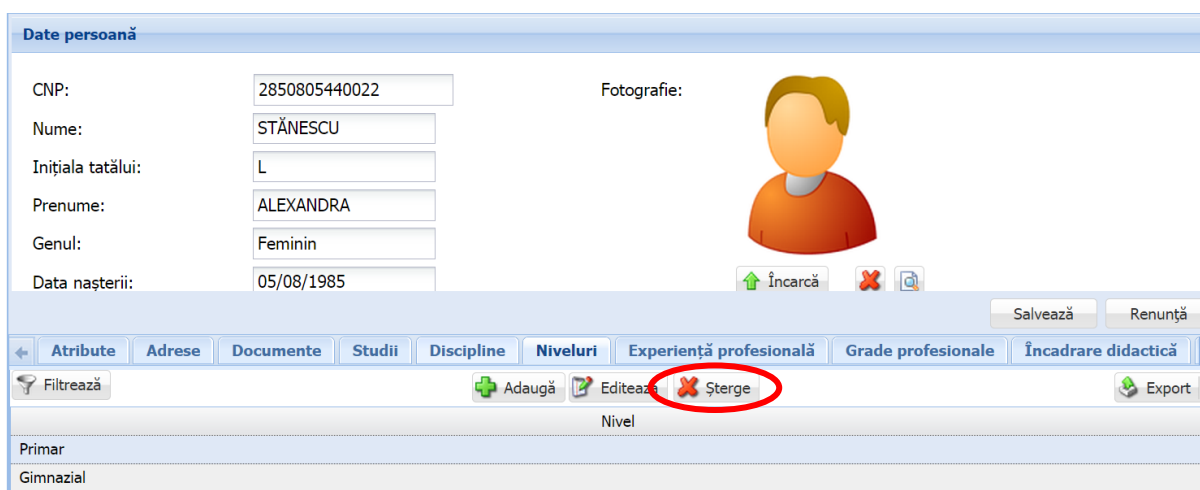 Date persoană
CNP: 2850805440022 Fotografie:
Nume: STĂNESCU
Inițiala tatălui: L
Prenume: ALEXANDRA
Genul: Feminin
Data nașterii: 05/08/1985 Încarcă
Salvează Renunță
Atribute Adrese Documente Studii Discipline Niveluri Experiență profesională Grade profesionale Încadrare didactică
Filtrează Adaugă Editează Șterge Export
Nivel
Primar
Gimnazial